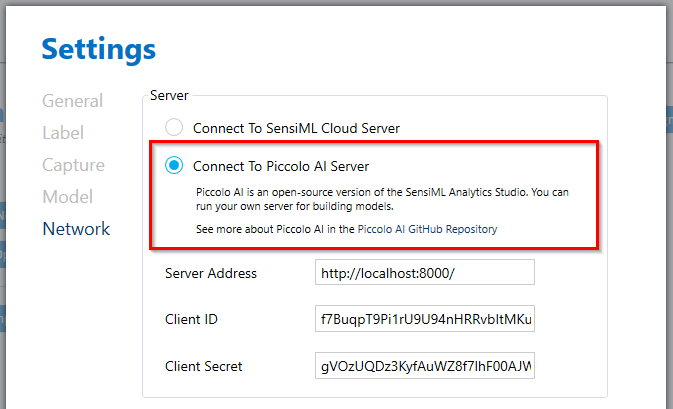 Settings
General
Label
Capture
Model
Network
Server
Connect To SensiML Cloud Server
Connect To Piccolo AI Server
Piccolo AI is an open-source version of the SensiML Analytics Studio. You can
run your own server for building models.
See more about Piccolo AI in the Piccolo AI GitHub Repository
Server Address
http://localhost:8000/
Client ID
f7BuqpT9Pi1rU9U94nHRRvbItMKu
Client Secret
gVOzUQDz3KyfAuWZ8f7lhF00AJW